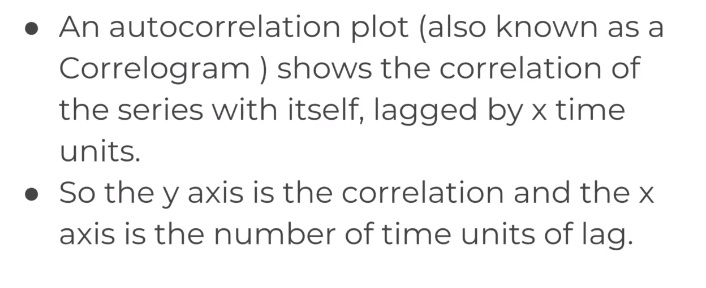 ● An autocorrelation plot (also known as a
Correlogram ) shows the correlation of
the series with itself, lagged by x time
units.
● So the y axis is the correlation and the x
axis is the number of time units of lag.